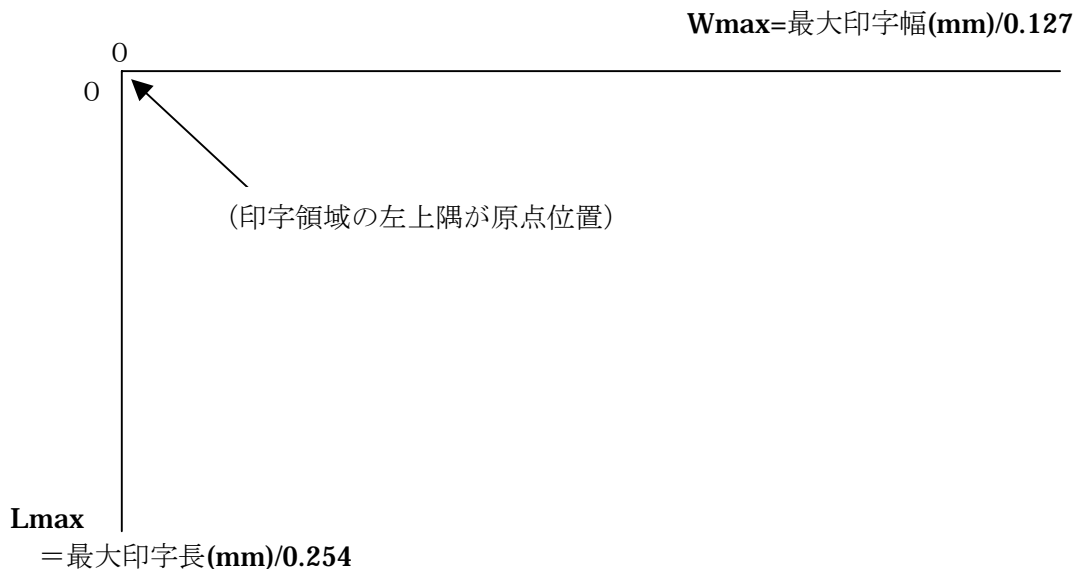 Wmax=最大印字幅(mm)/0.127
0
0
(印字領域の左上隅が原点位置)
Lmax
＝最大印字長(mm)/0.254